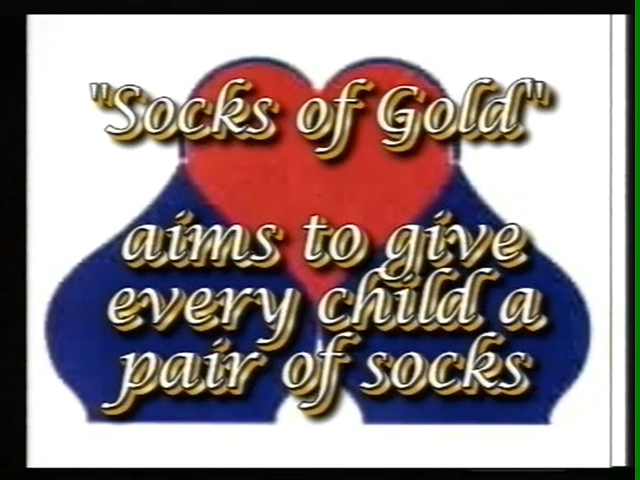 "Socks of Gold"
aims to give
every child a
pair of socks